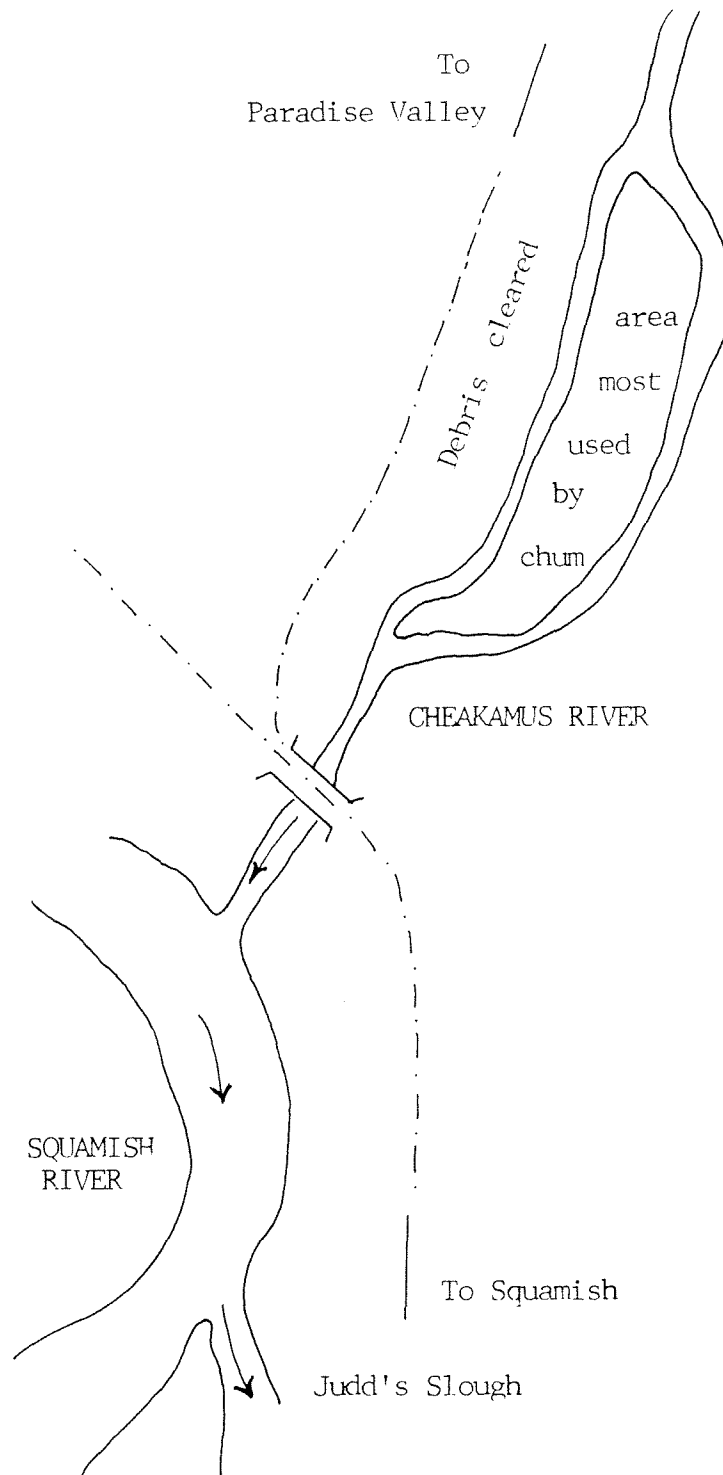 To
Paradise Valley
Debris cleared
area
most
used
by
chum
CHEAKAMUS RIVER
SQUAMISH
RIVER
To Squamish
Judd's Slough